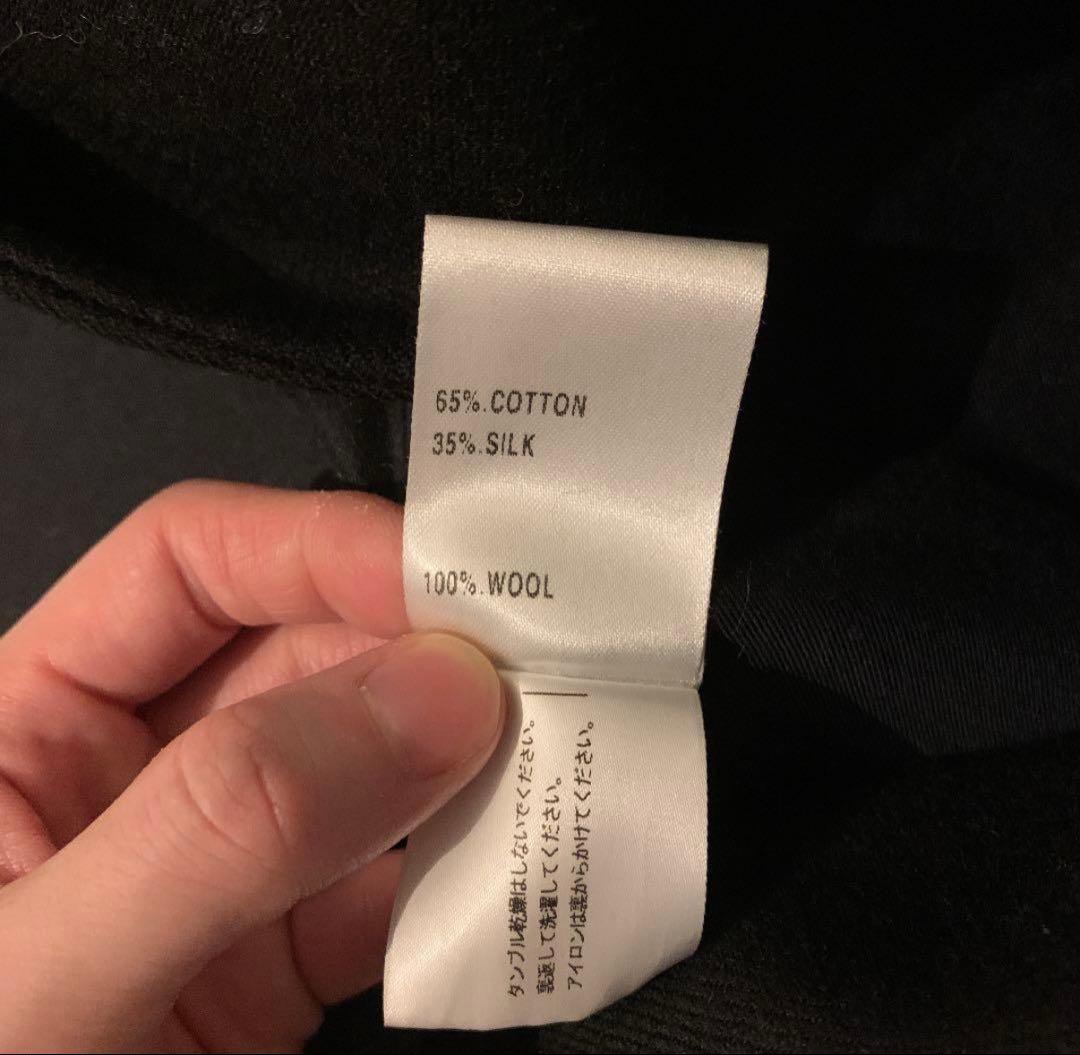 65%.COTTON
35%.SILK
100%.WOOL
タンブル乾燥はしないでください。
裏返して洗濯してください。
アイロンは裏からかけてください。